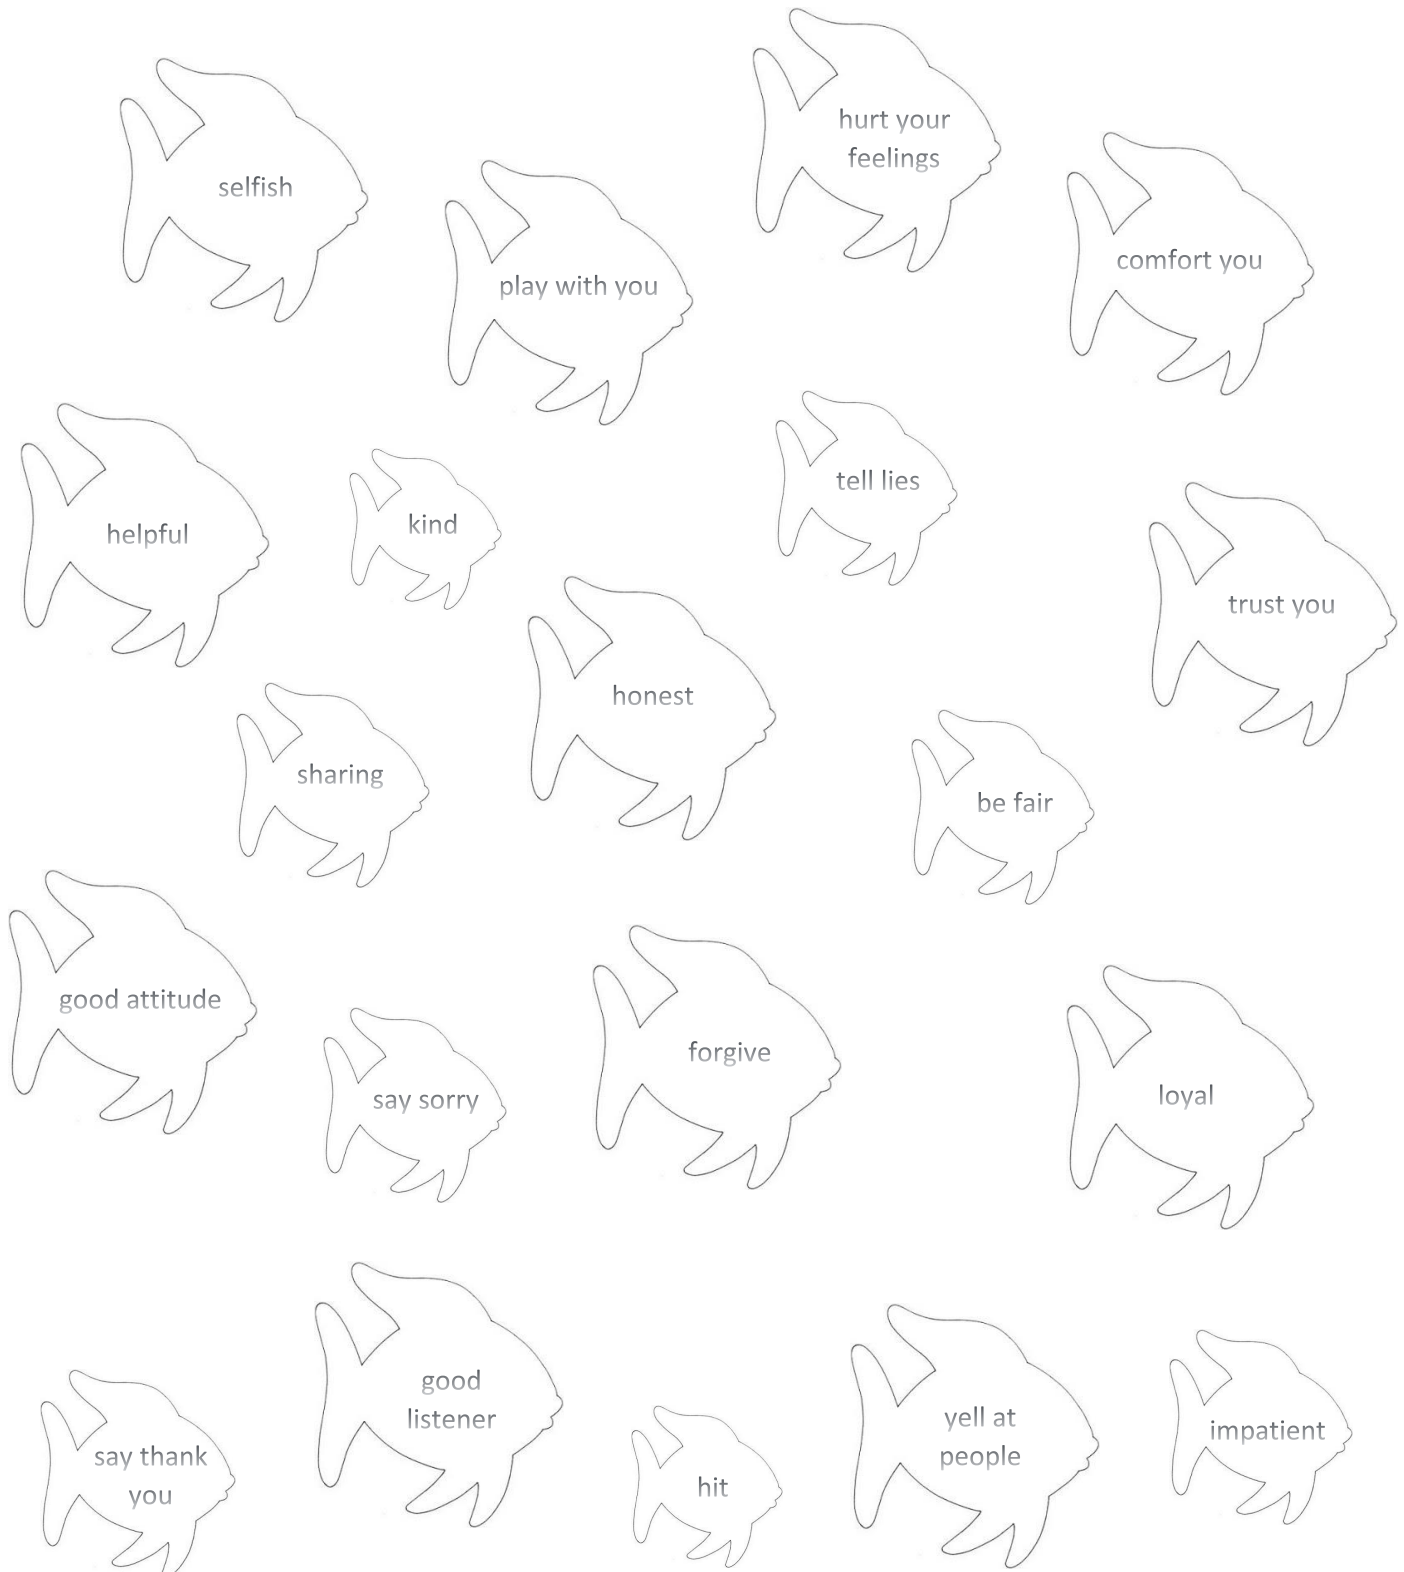 hurt your
feelings
selfish
comfort you
play with you
tell lies
kind
helpful
trust you
honest
sharing
be fair
good attitude
forgive
say sorry
loyal
good
listener
yell at
people
impatient
say thank
you
hit